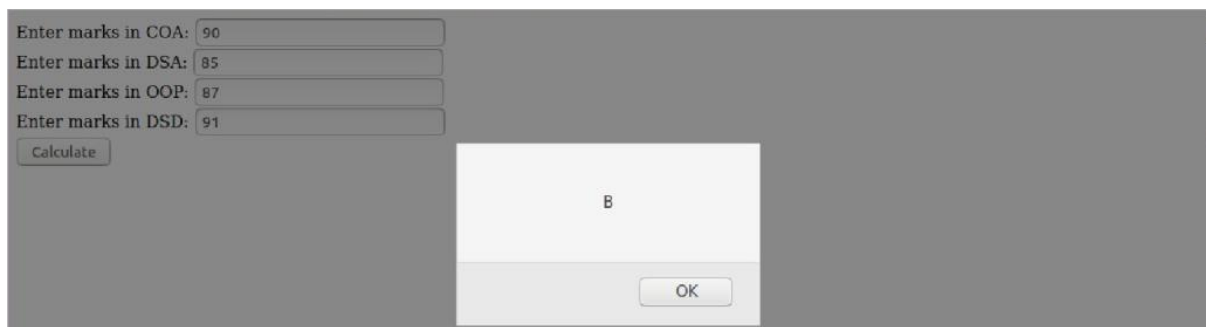 Enter marks in COA: 90
Enter marks in DSA: 85
Enter marks in OOP: 87
Enter marks in DSD: 91
Calculate
B
OK